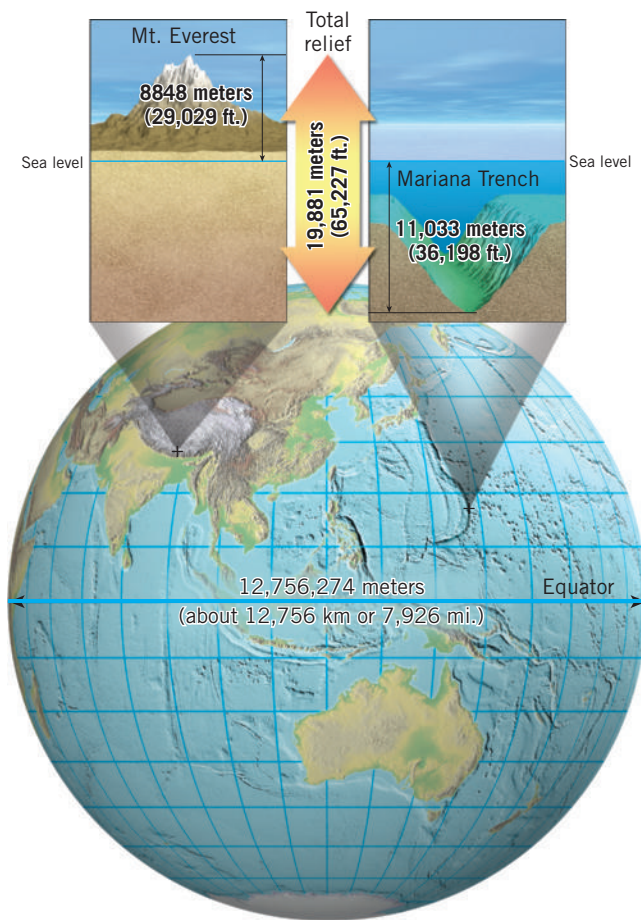 Mt. Everest
8848 meters
(29,029 ft.)
Sea level
Total
relief
19,881 meters
(65,227 ft.)
Mariana Trench
11,033 meters
(36,198 ft.)
Sea level
12,756,274 meters
(about 12,756 km or 7,926 mi.)
Equator